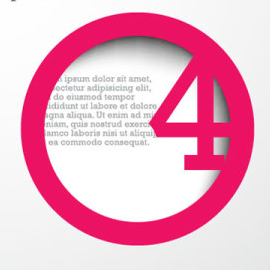 ipsum dolor sit amet,
adipisicing elit,
do eiusmod tempor
ut labore et dolore
aliqua. Ut enim ad
quis nostrud
laboris nisi ut
ea commodo consequat.
4